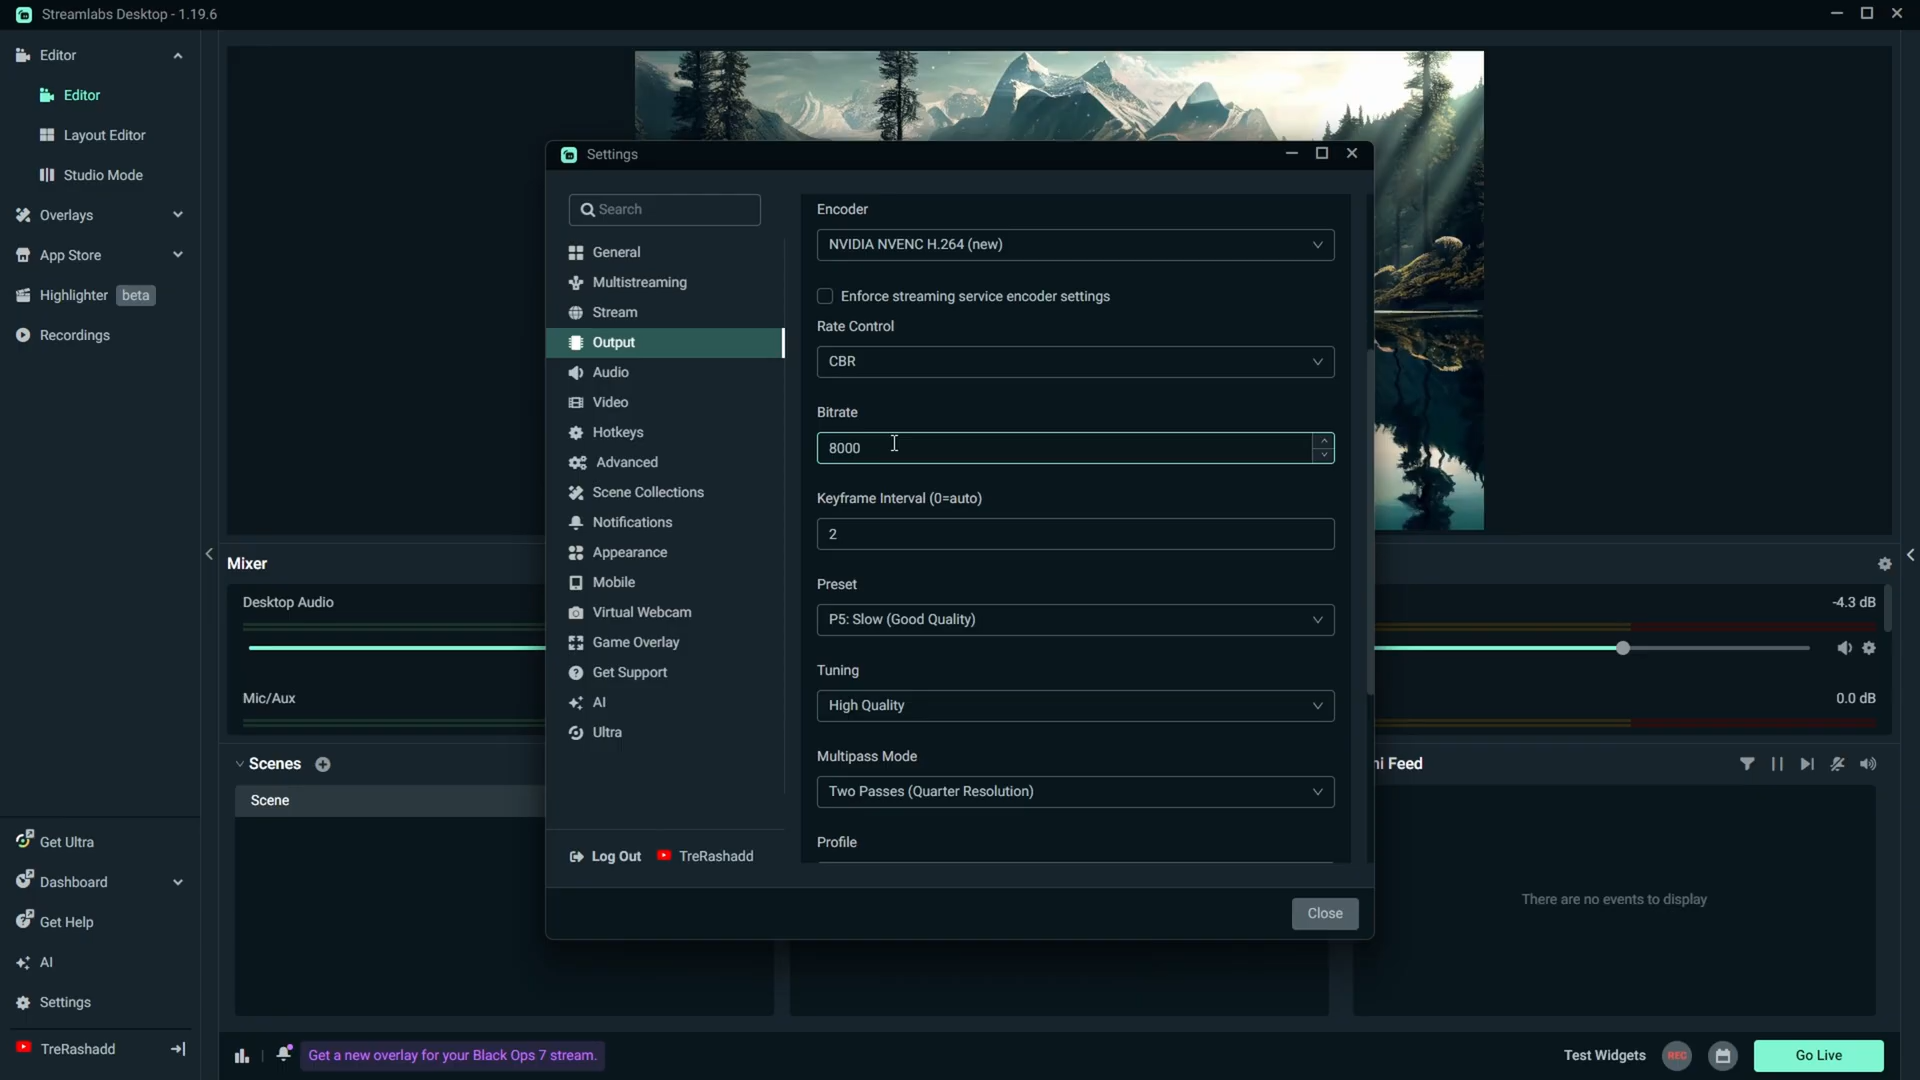 Streamlabs Desktop - 1.19.6
Editor
Editor
Layout Editor
Studio Mode
Overlays
App Store
Highlighter beta
Recordings
Get Ultra
Dashboard
Get Help
AI
Settings
TreRashadd
Settings
Search
General
Multistreaming
Stream
Output
Audio
Video
Hotkeys
Advanced
Scene Collections
Notifications
Appearance
Mobile
Virtual Webcam
Game Overlay
Get Support
AI
Ultra
Log Out TreRashadd
Encoder
NVIDIA NVENC H.264 (new)
Enforce streaming service encoder settings
Rate Control
CBR
Bitrate
8000
Keyframe Interval (0=auto)
2
Preset
P5: Slow (Good Quality)
Tuning
High Quality
Multipass Mode
Two Passes (Quarter Resolution)
Profile
Close
Mixer
Desktop Audio
-4.3 dB
Mic/Aux
0.0 dB
Scenes
Scene
ni Feed
There are no events to display
Get a new overlay for your Black Ops 7 stream.
Test Widgets
REC
Go Live